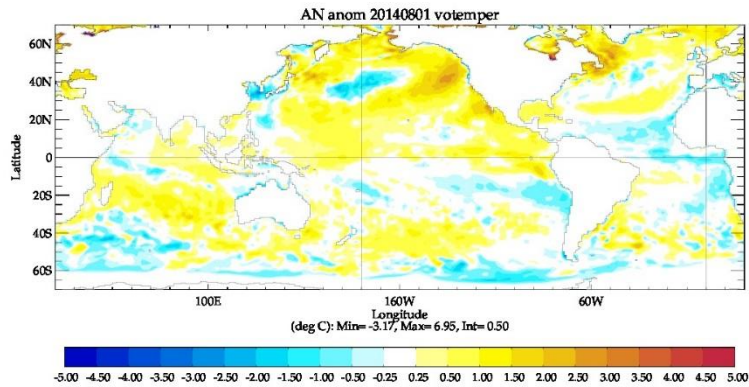 AN anom 20140801 votemper
60N
40N
20N
0
20S
40S
60S
Latitude
100E
160W
60W
Longitude
(deg C): Min= -3.17, Max= 6.95, Int= 0.50
-5.00 -4.50 -4.00 -3.50 -3.00 -2.50 -2.00 -1.50 -1.00 -0.50 -0.25 0.25 0.50 1.00 1.50 2.00 2.50 3.00 3.50 4.00 4.50 5.00